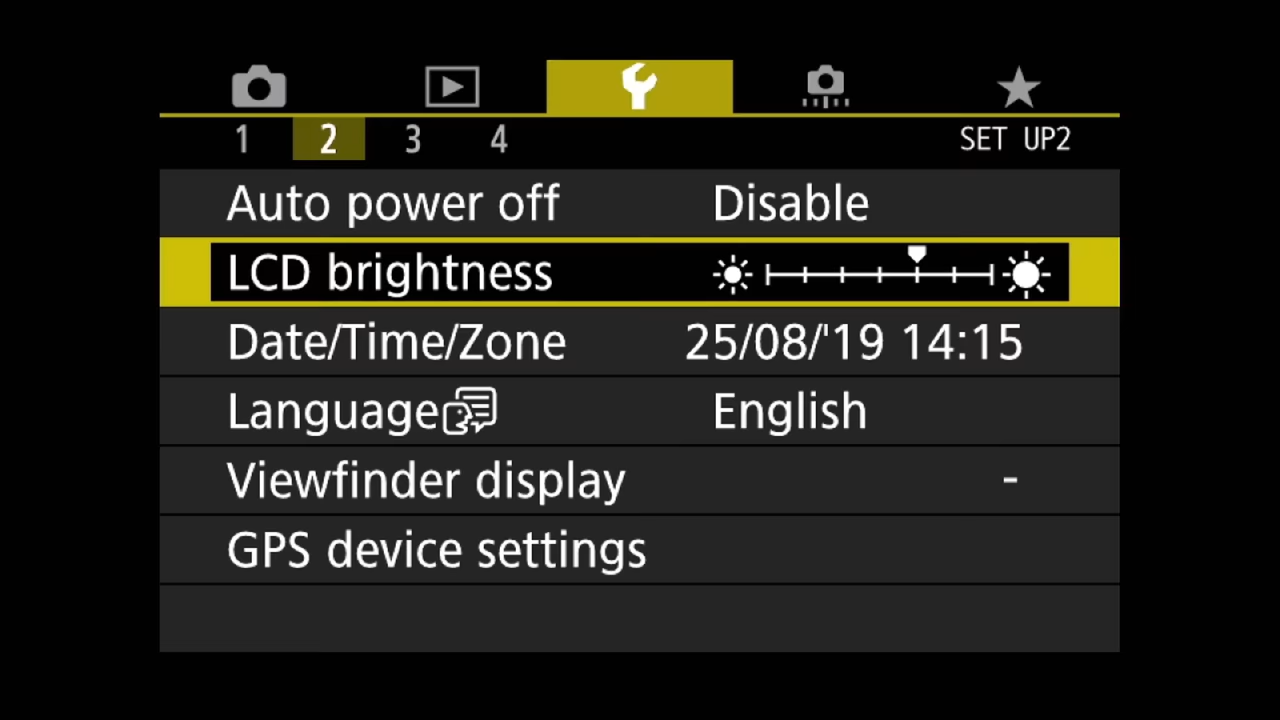 1 2 3 4 SET UP2
Auto power off Disable
LCD brightness
Date/Time/Zone 25/08/'19 14:15
Language English
Viewfinder display -
GPS device settings